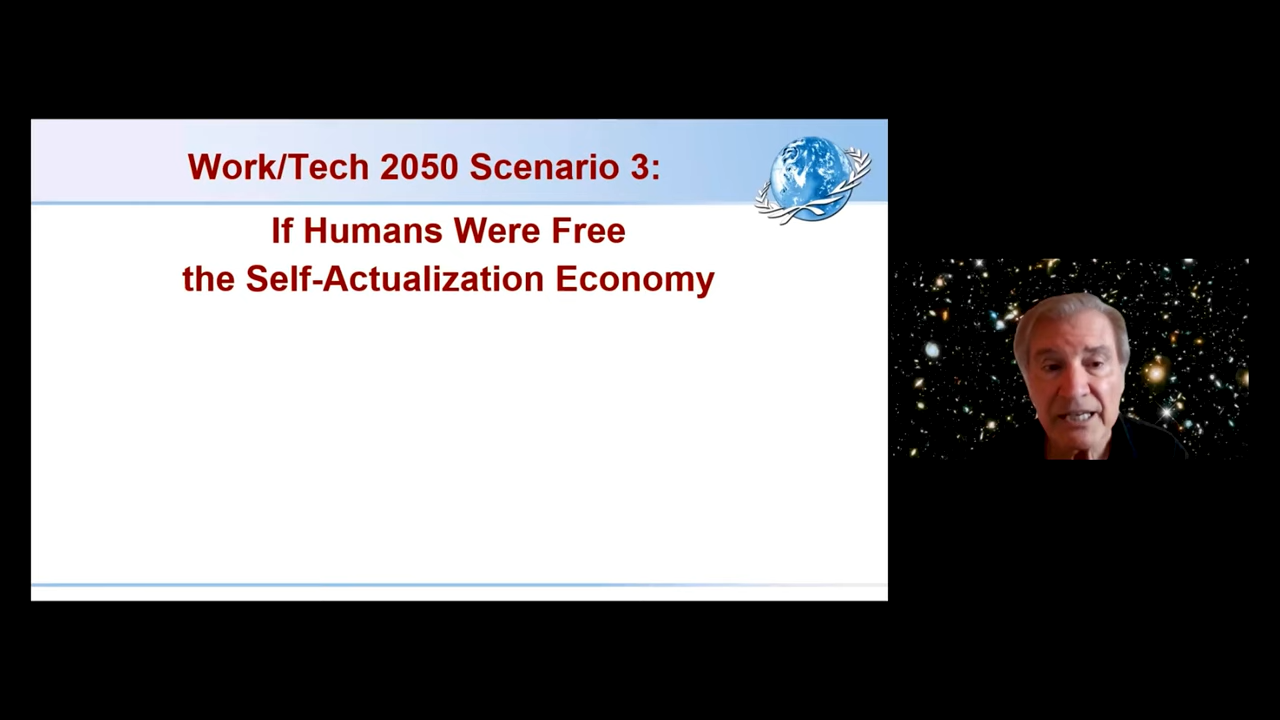 Work/Tech 2050 Scenario 3:
If Humans Were Free
the Self-Actualization Economy